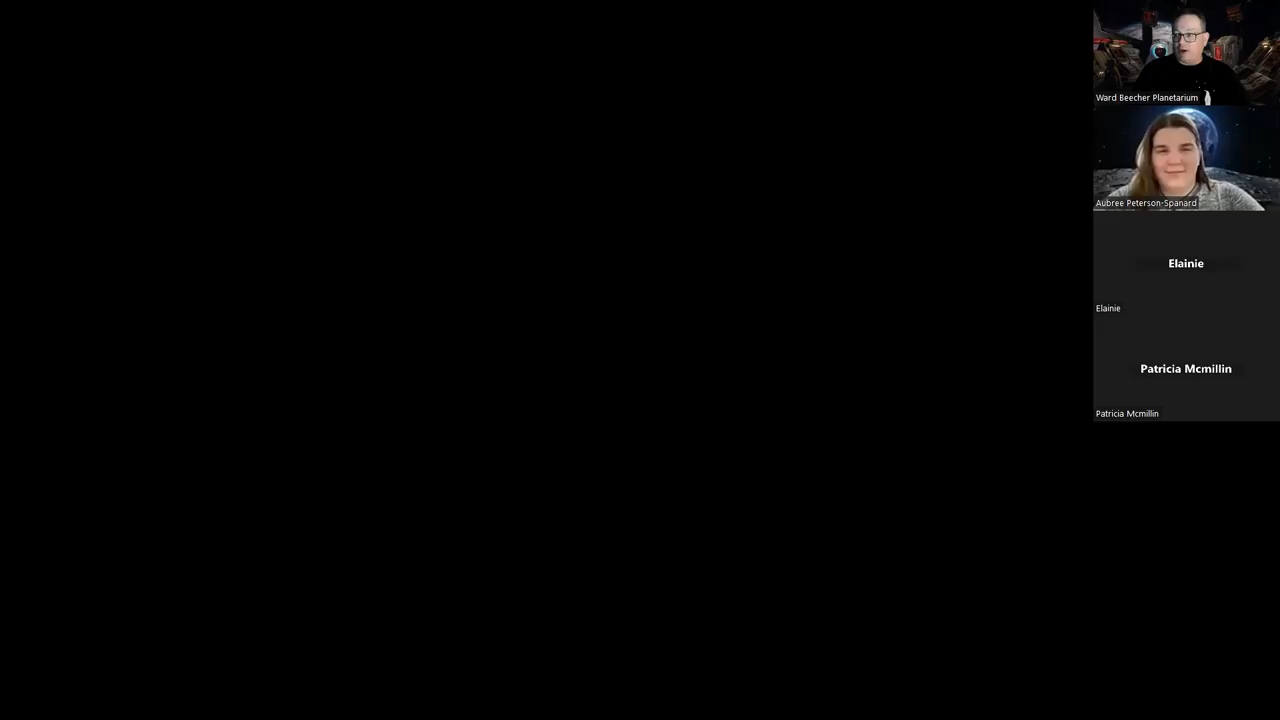 Ward Beecher Planetarium
Aubree Peterson-Spanard
Elainie
Elainie
Patricia Mcmillin
Patricia Mcmillin